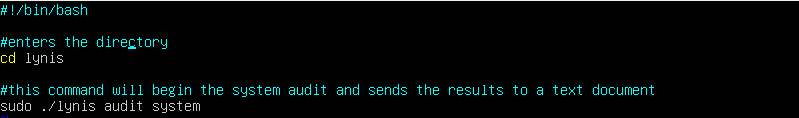 #!/bin/bash
#enters the directory
cd lynis
#this command will begin the system audit and sends the results to a text document
sudo ./lynis audit system